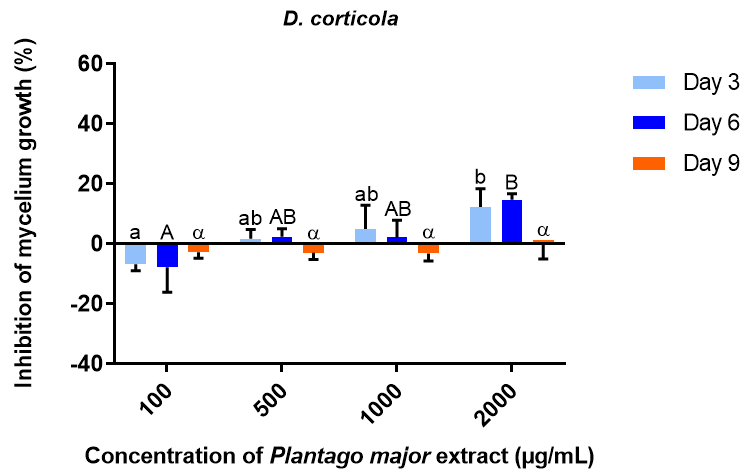 D. corticola
Inhibition of mycelium growth (%)
60
40
20
0
-20
-40
a A α
ab AB α
ab AB α
b B α
100
500
1000
2000
Concentration of Plantago major extract (µg/mL)
Day 3
Day 6
Day 9